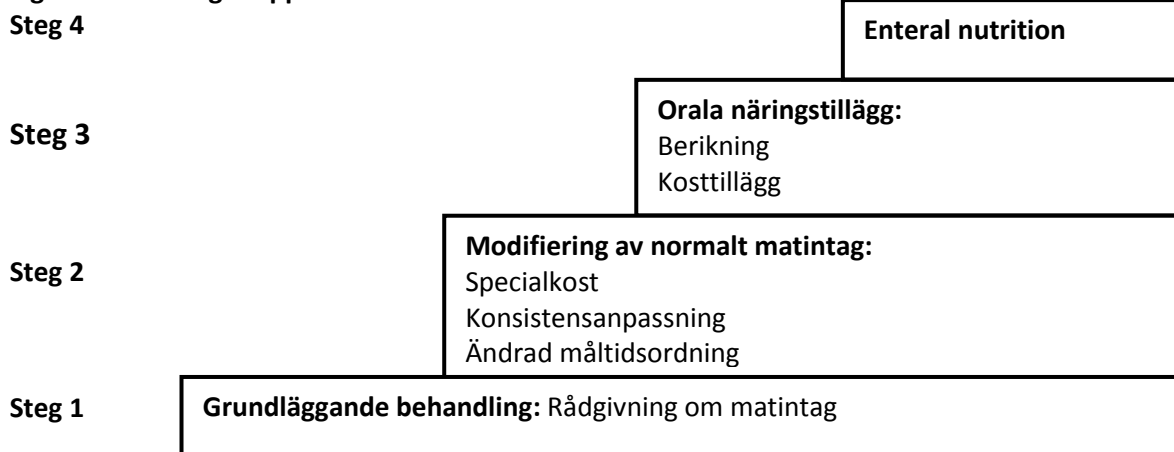 Steg 4
Enteral nutrition
Steg 3
Orala näringstillägg:
Berikning
Kosttillägg
Steg 2
Modifiering av normalt matintag:
Specialkost
Konsistensanpassning
Ändrad måltidsordning
Steg 1
Grundläggande behandling: Rådgivning om matintag